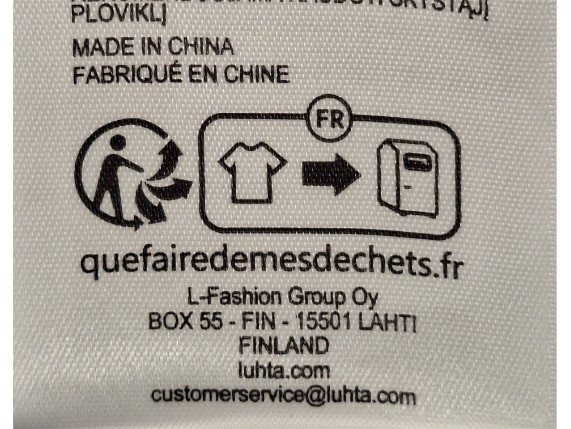 PLOVIKLĮ
MADE IN CHINA
FABRIQUÉ EN CHINE
FR
quefairedemesdechets.fr
L-Fashion Group Oy
BOX 55 - FIN - 15501 LAHTI
FINLAND
luhta.com
customerservice@luhta.com